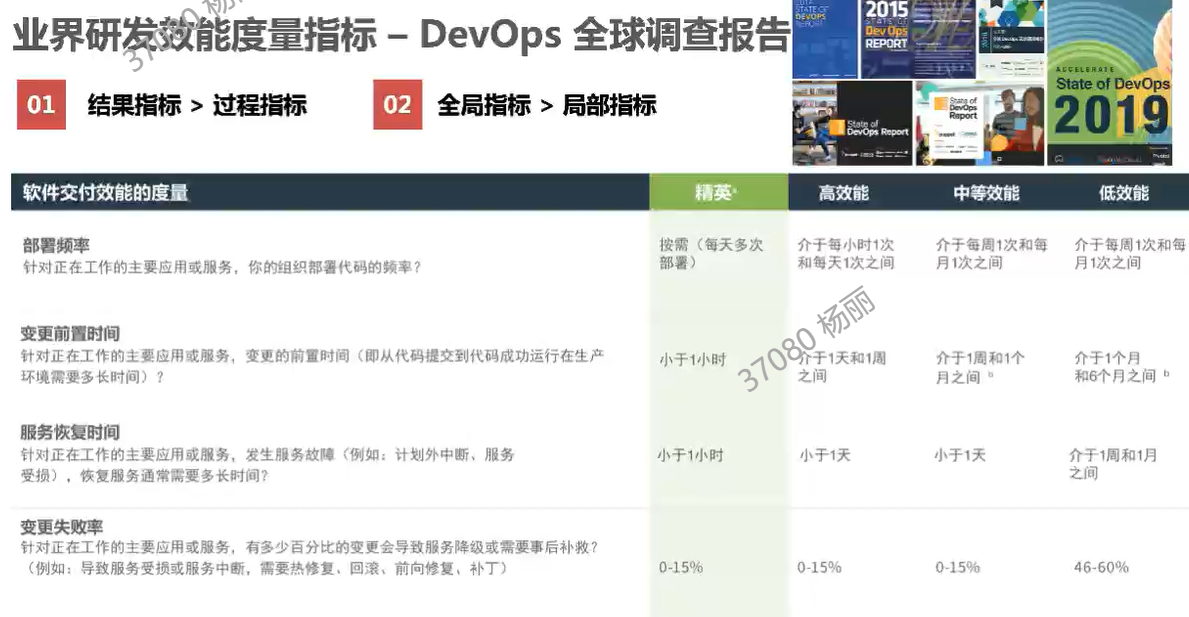 业界研发效能度量指标 – DevOps 全球调查报告
37080 杨丽
01 结果指标 > 过程指标
02 全局指标 > 局部指标
STATE OF
DEVOPS
REPORT
2015
STATE OF
DevOps
REPORT
State of
DevOps Report
State of
DevOps
Report
ACCELERATE
State of DevOps
2019
软件交付效能的度量 精英ª 高效能 中等效能 低效能
部署频率
针对正在工作的主要应用或服务，你的组织部署代码的频率？
按需（每天多次
部署）
介于每小时1次
和每天1次之间
介于每周1次和每
月1次之间
介于每周1次和每
月1次之间
变更前置时间
针对正在工作的主要应用或服务，变更的前置时间（即从代码提交到代码成功运行在生产
环境需要多长时间）？
小于1小时
介于1天和1周
之间
介于1周和1个
月之间 ᵇ
介于1个月
和6个月之间 ᵇ
37080 杨丽
服务恢复时间
针对正在工作的主要应用或服务，发生服务故障（例如：计划外中断、服务
受损），恢复服务通常需要多长时间？
小于1小时
小于1天
小于1天
介于1周和1月
之间
变更失败率
针对正在工作的主要应用或服务，有多少百分比的变更会导致服务降级或需要事后补救？
（例如：导致服务受损或服务中断，需要热修复、回滚、前向修复、补丁）
0-15%
0-15%
0-15%
46-60%